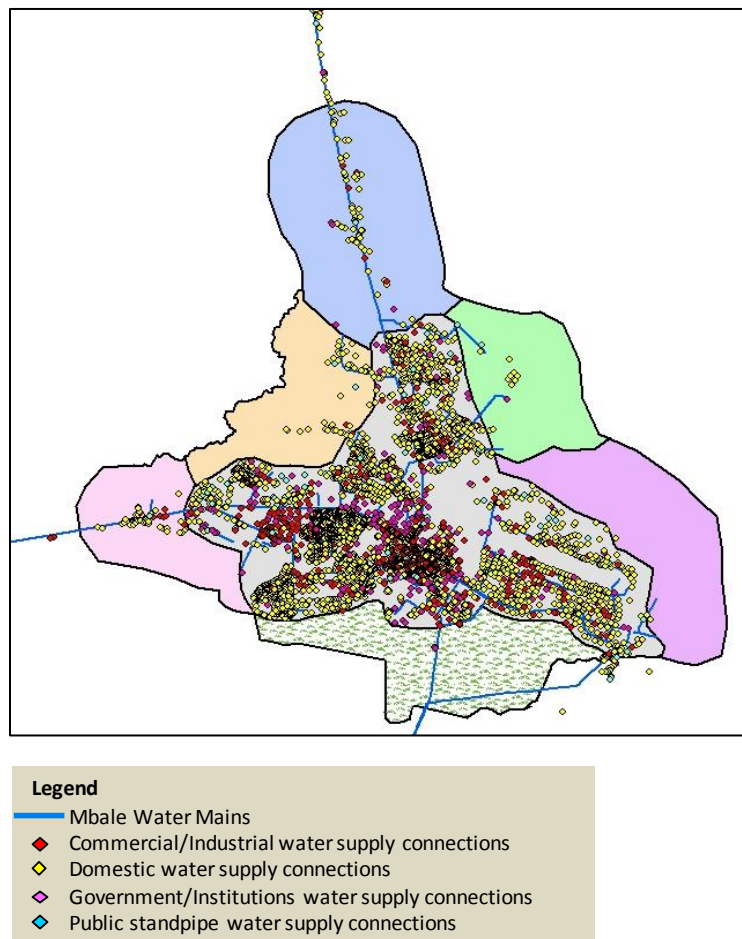 Legend
Mbale Water Mains
Commercial/Industrial water supply connections
Domestic water supply connections
Government/Institutions water supply connections
Public standpipe water supply connections